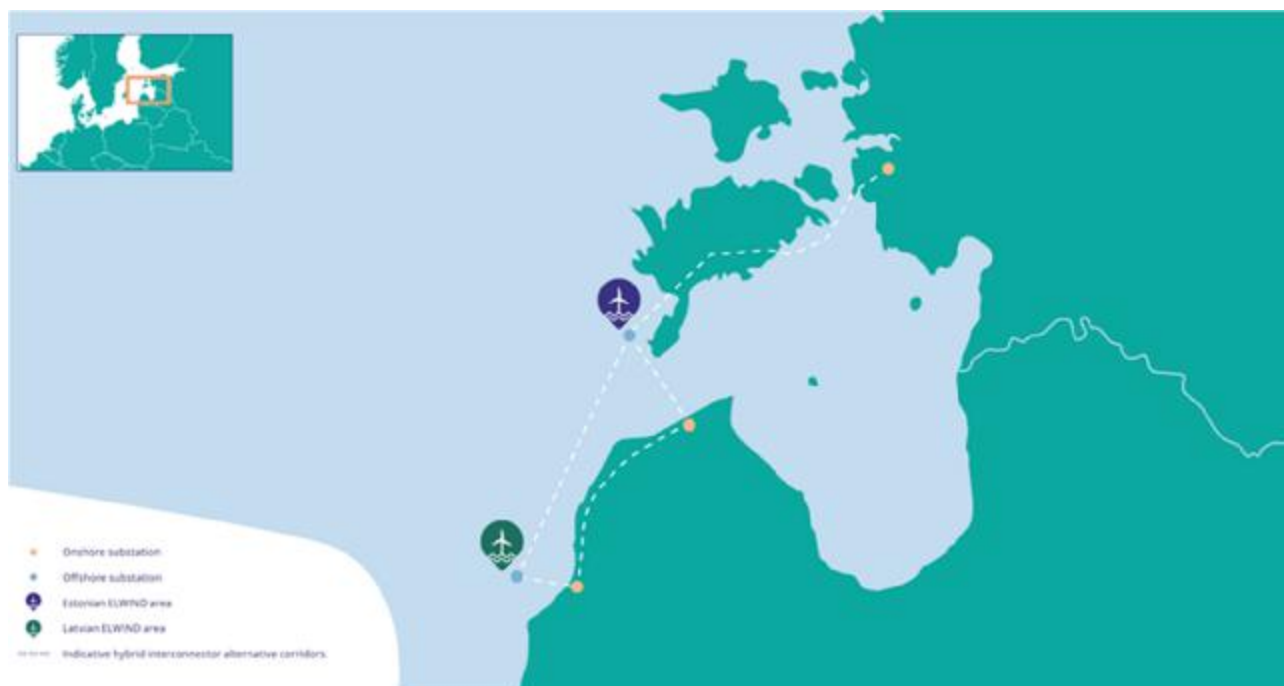 Onshore substation
Offshore substation
Estonian ELWIND area
Latvian ELWIND area
Indicative hybrid interconnector alternative corridors